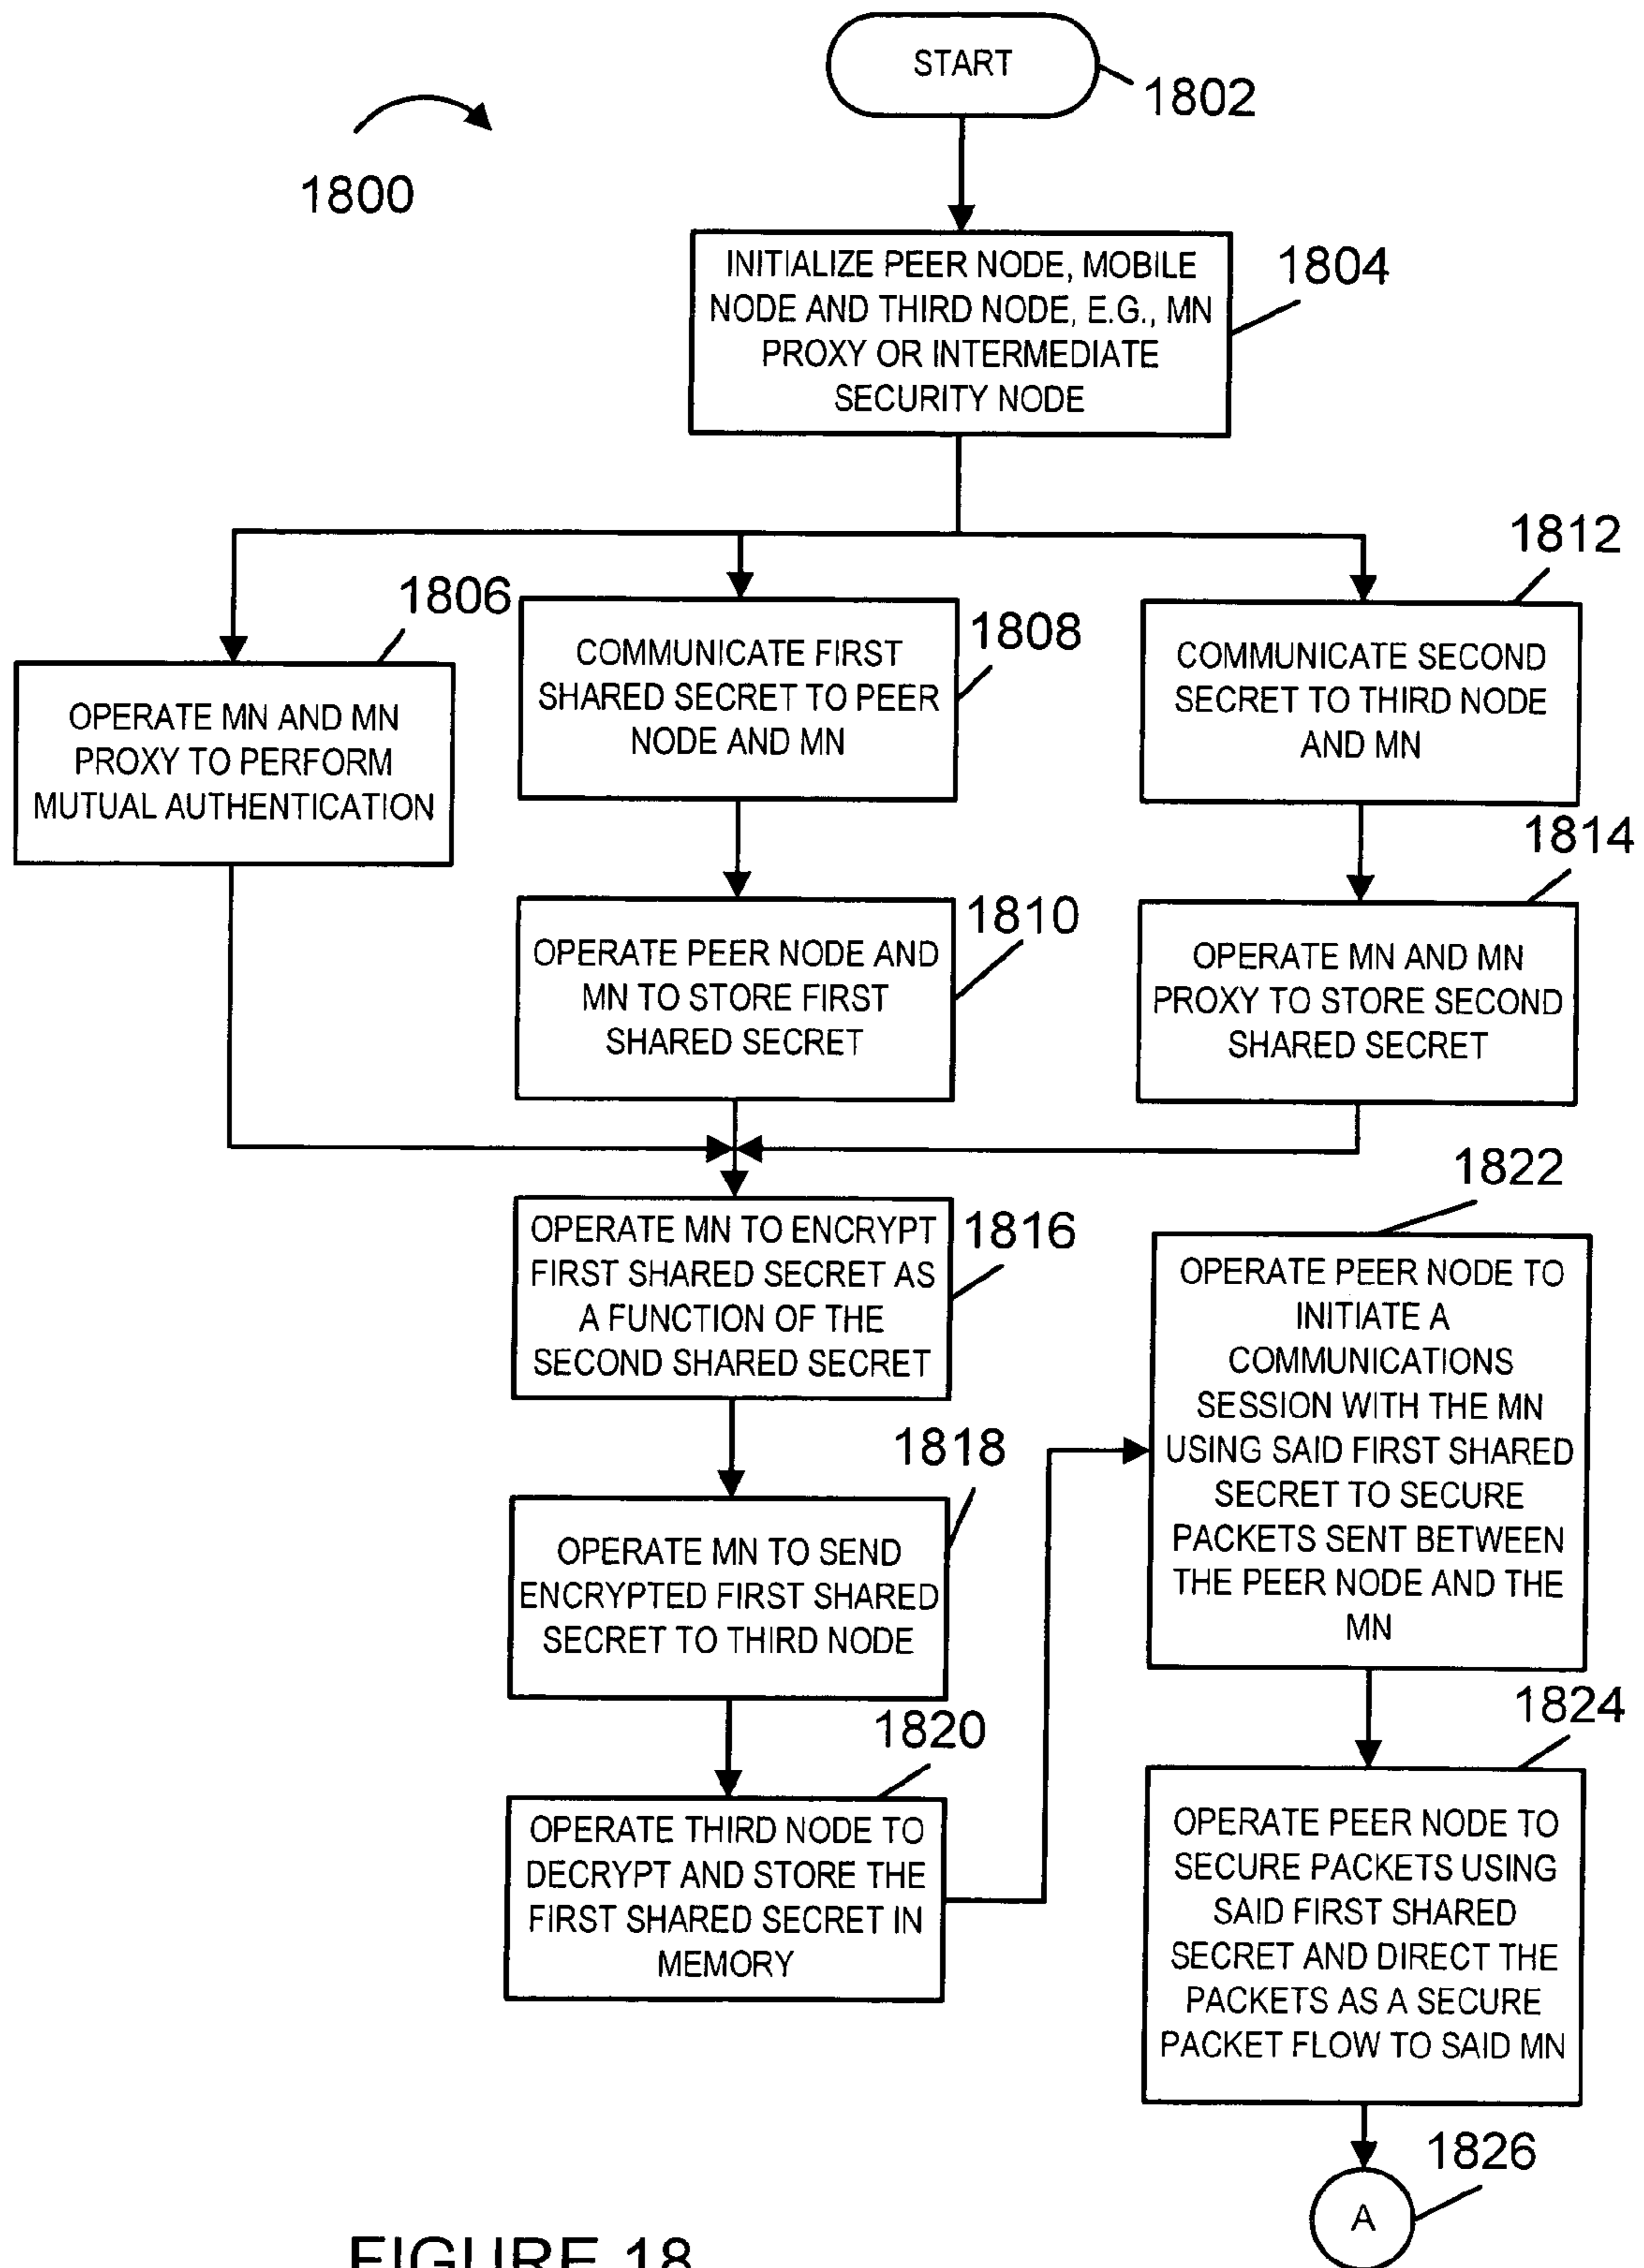 START
1802
1800
INITIALIZE PEER NODE, MOBILE
NODE AND THIRD NODE, E.G., MN
PROXY OR INTERMEDIATE
SECURITY NODE
1804
1806
OPERATE MN AND MN
PROXY TO PERFORM
MUTUAL AUTHENTICATION
COMMUNICATE FIRST
SHARED SECRET TO PEER
NODE AND MN
1808
1812
COMMUNICATE SECOND
SECRET TO THIRD NODE
AND MN
OPERATE PEER NODE AND
MN TO STORE FIRST
SHARED SECRET
1810
1814
OPERATE MN AND MN
PROXY TO STORE SECOND
SHARED SECRET
OPERATE MN TO ENCRYPT
FIRST SHARED SECRET AS
A FUNCTION OF THE
SECOND SHARED SECRET
1816
1818
OPERATE MN TO SEND
ENCRYPTED FIRST SHARED
SECRET TO THIRD NODE
1820
OPERATE THIRD NODE TO
DECRYPT AND STORE THE
FIRST SHARED SECRET IN
MEMORY
1822
OPERATE PEER NODE TO
INITIATE A
COMMUNICATIONS
SESSION WITH THE MN
USING SAID FIRST SHARED
SECRET TO SECURE
PACKETS SENT BETWEEN
THE PEER NODE AND THE
MN
1824
OPERATE PEER NODE TO
SECURE PACKETS USING
SAID FIRST SHARED
SECRET AND DIRECT THE
PACKETS AS A SECURE
PACKET FLOW TO SAID MN
1826
A
FIGURE 18